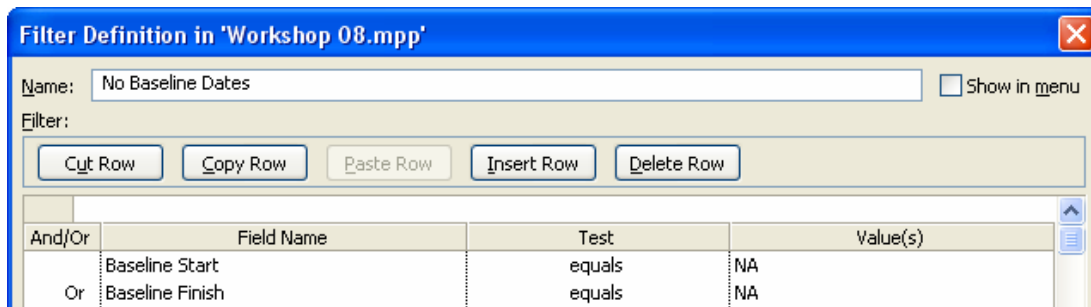 Filter Definition in 'Workshop 08.mpp'
Name: No Baseline Dates Show in menu
Filter:
Cut Row Copy Row Paste Row Insert Row Delete Row
And/Or Field Name Test Value(s)
Baseline Start equals NA
Or Baseline Finish equals NA